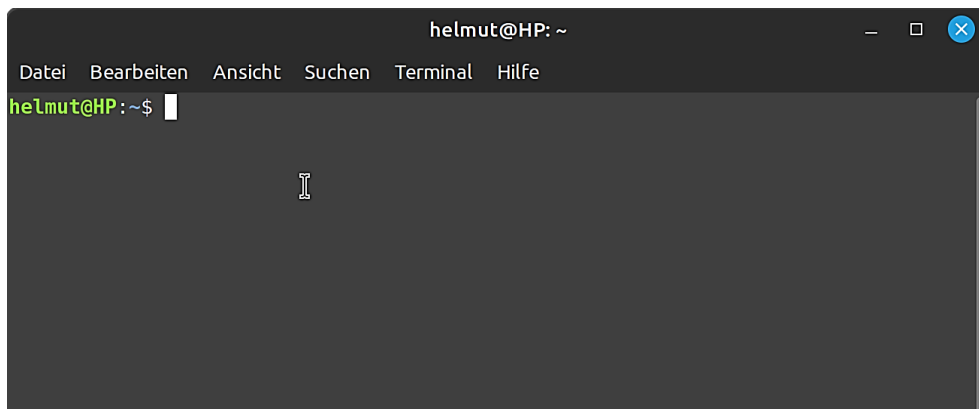 helmut@HP: ~
Datei Bearbeiten Ansicht Suchen Terminal Hilfe
helmut@HP:~$